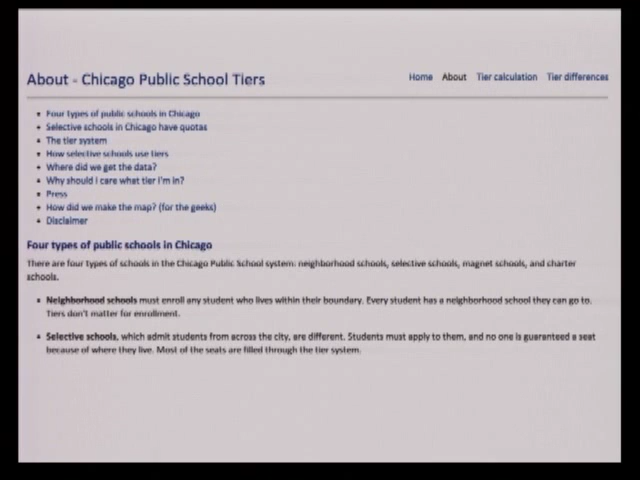 About - Chicago Public School Tiers
Home About Tier calculation Tier differences
Four types of public schools in Chicago
Selective schools in Chicago have quotas
The tier system
How selective schools use tiers
Where did we get the data?
Why should I care what tier I'm in?
Press
How did we make the map? (for the geeks)
Disclaimer
Four types of public schools in Chicago
There are four types of schools in the Chicago Public School system: neighborhood schools, selective schools, magnet schools, and charter
schools.
Neighborhood schools must enroll any student who lives within their boundary. Every student has a neighborhood school they can go to.
Tiers don't matter for enrollment.
Selective schools, which admit students from across the city, are different. Students must apply to them, and no one is guaranteed a seat
because of where they live. Most of the seats are filled through the tier system.